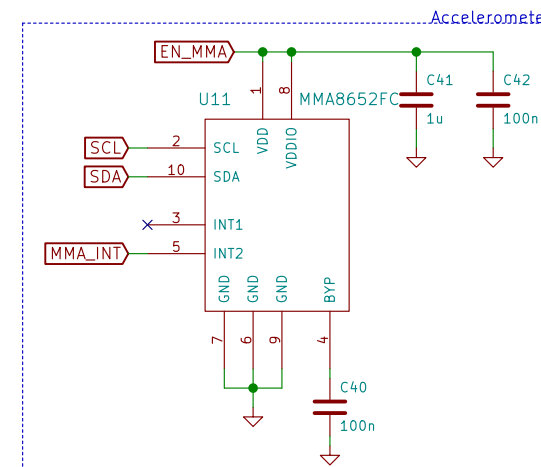 Acceleromete
EN_MMA
C41
C42
U11
1
8
MMA8652FC
1u
100n
VDD
VDDIO
SCL
2
SCL
SDA
10
SDA
3
INT1
MMA_INT
5
INT2
GND
GND
GND
BYP
7
6
9
4
C40
100n